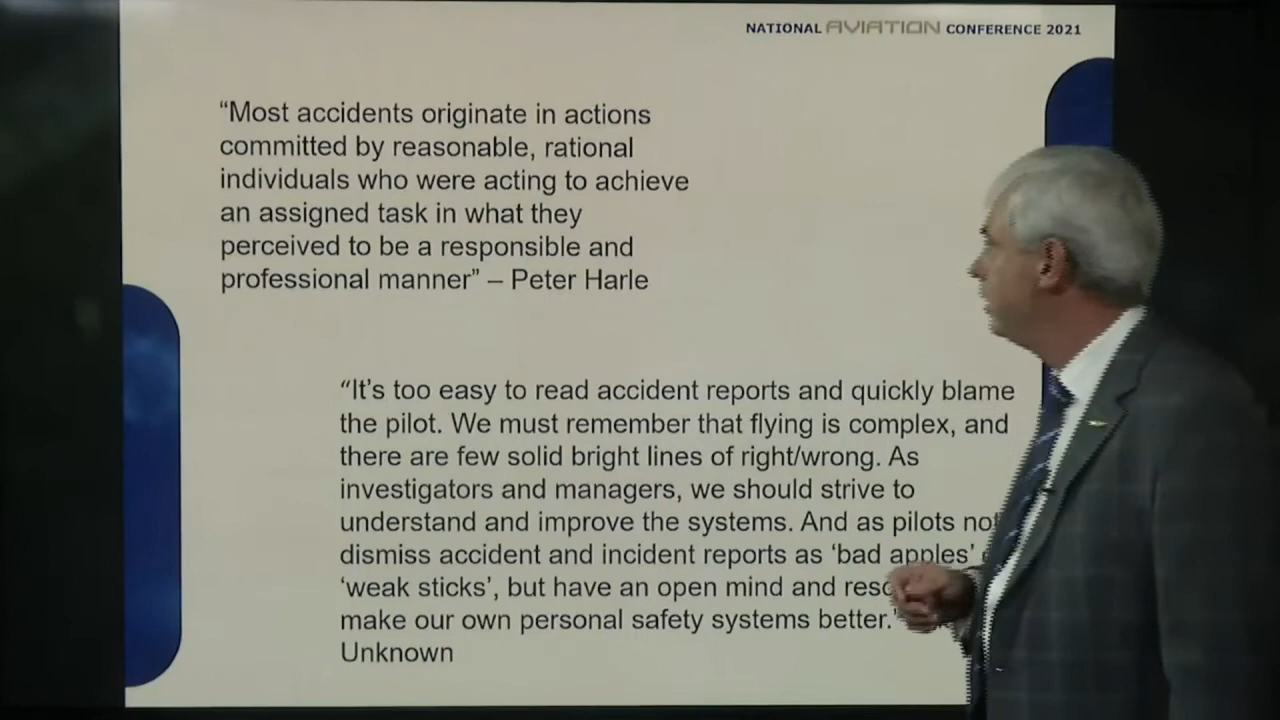 NATIONAL AVIATION CONFERENCE 2021
“Most accidents originate in actions
committed by reasonable, rational
individuals who were acting to achieve
an assigned task in what they
perceived to be a responsible and
professional manner” – Peter Harle
“It’s too easy to read accident reports and quickly blame
the pilot. We must remember that flying is complex, and
there are few solid bright lines of right/wrong. As
investigators and managers, we should strive to
understand and improve the systems. And as pilots
dismiss accident and incident reports as ‘bad apples’
‘weak sticks’, but have an open mind and
make our own personal safety systems better.”
Unknown